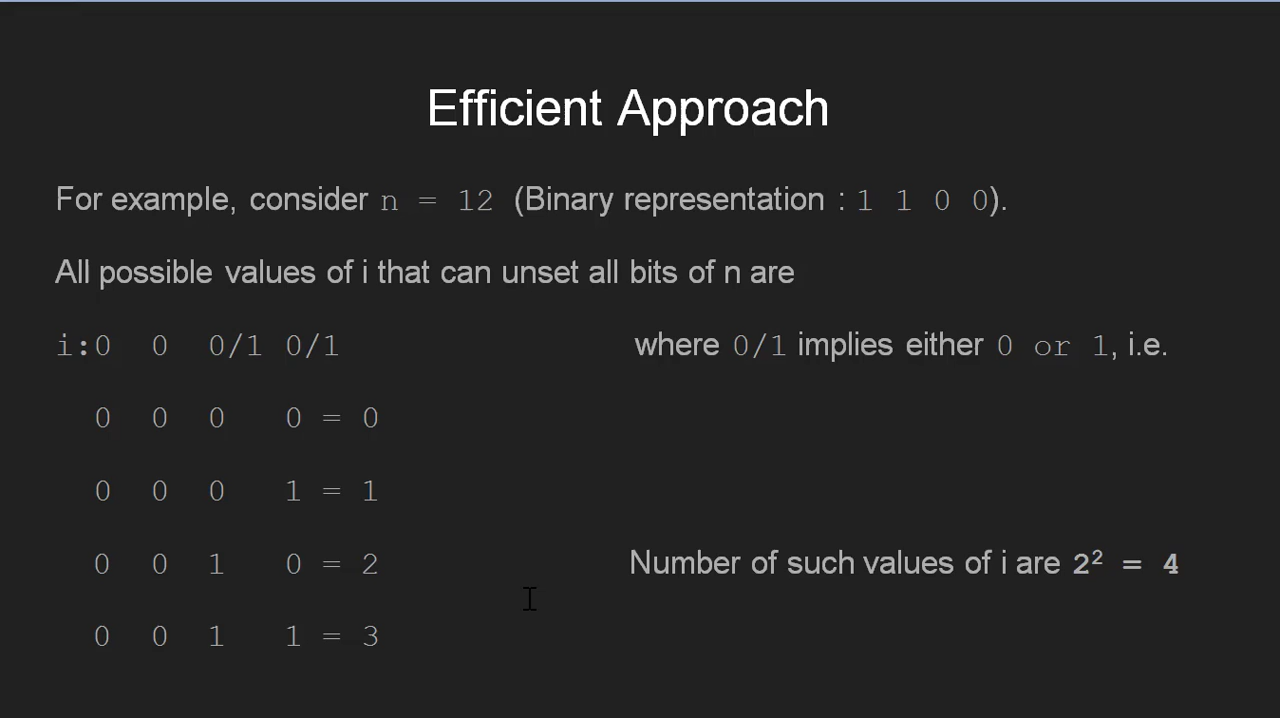 Efficient Approach
For example, consider n = 12 (Binary representation : 1 1 0 0).
All possible values of i that can unset all bits of n are
i:0 0 0/1 0/1 where 0/1 implies either 0 or 1, i.e.
0 0 0 0 = 0
0 0 0 1 = 1
0 0 1 0 = 2 Number of such values of i are 2² = 4
0 0 1 1 = 3